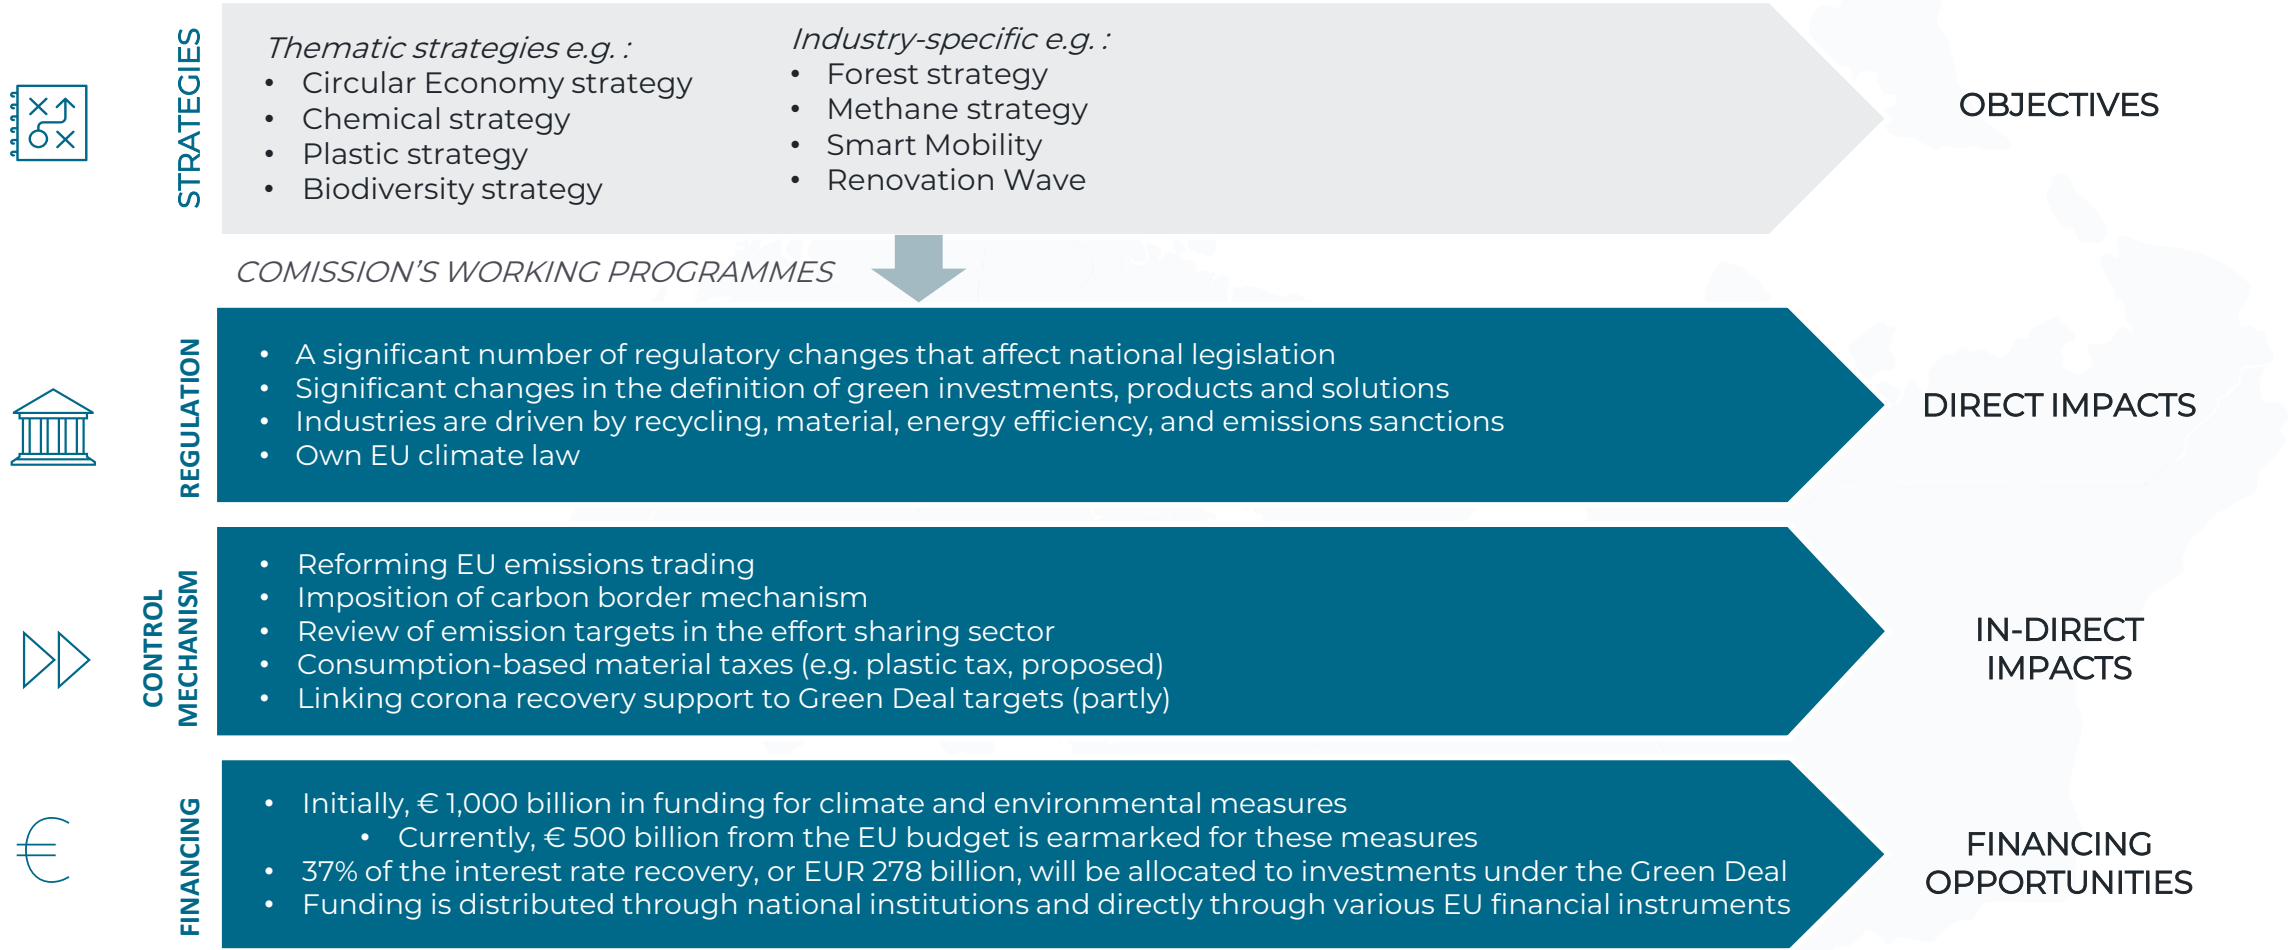 STRATEGIES
Thematic strategies e.g. :
• Circular Economy strategy
• Chemical strategy
• Plastic strategy
• Biodiversity strategy
Industry-specific e.g. :
• Forest strategy
• Methane strategy
• Smart Mobility
• Renovation Wave
OBJECTIVES
COMISSION’S WORKING PROGRAMMES
REGULATION
• A significant number of regulatory changes that affect national legislation
• Significant changes in the definition of green investments, products and solutions
• Industries are driven by recycling, material, energy efficiency, and emissions sanctions
• Own EU climate law
DIRECT IMPACTS
CONTROL
MECHANISM
• Reforming EU emissions trading
• Imposition of carbon border mechanism
• Review of emission targets in the effort sharing sector
• Consumption-based material taxes (e.g. plastic tax, proposed)
• Linking corona recovery support to Green Deal targets (partly)
IN-DIRECT
IMPACTS
FINANCING
• Initially, € 1,000 billion in funding for climate and environmental measures
• Currently, € 500 billion from the EU budget is earmarked for these measures
• 37% of the interest rate recovery, or EUR 278 billion, will be allocated to investments under the Green Deal
• Funding is distributed through national institutions and directly through various EU financial instruments
FINANCING
OPPORTUNITIES